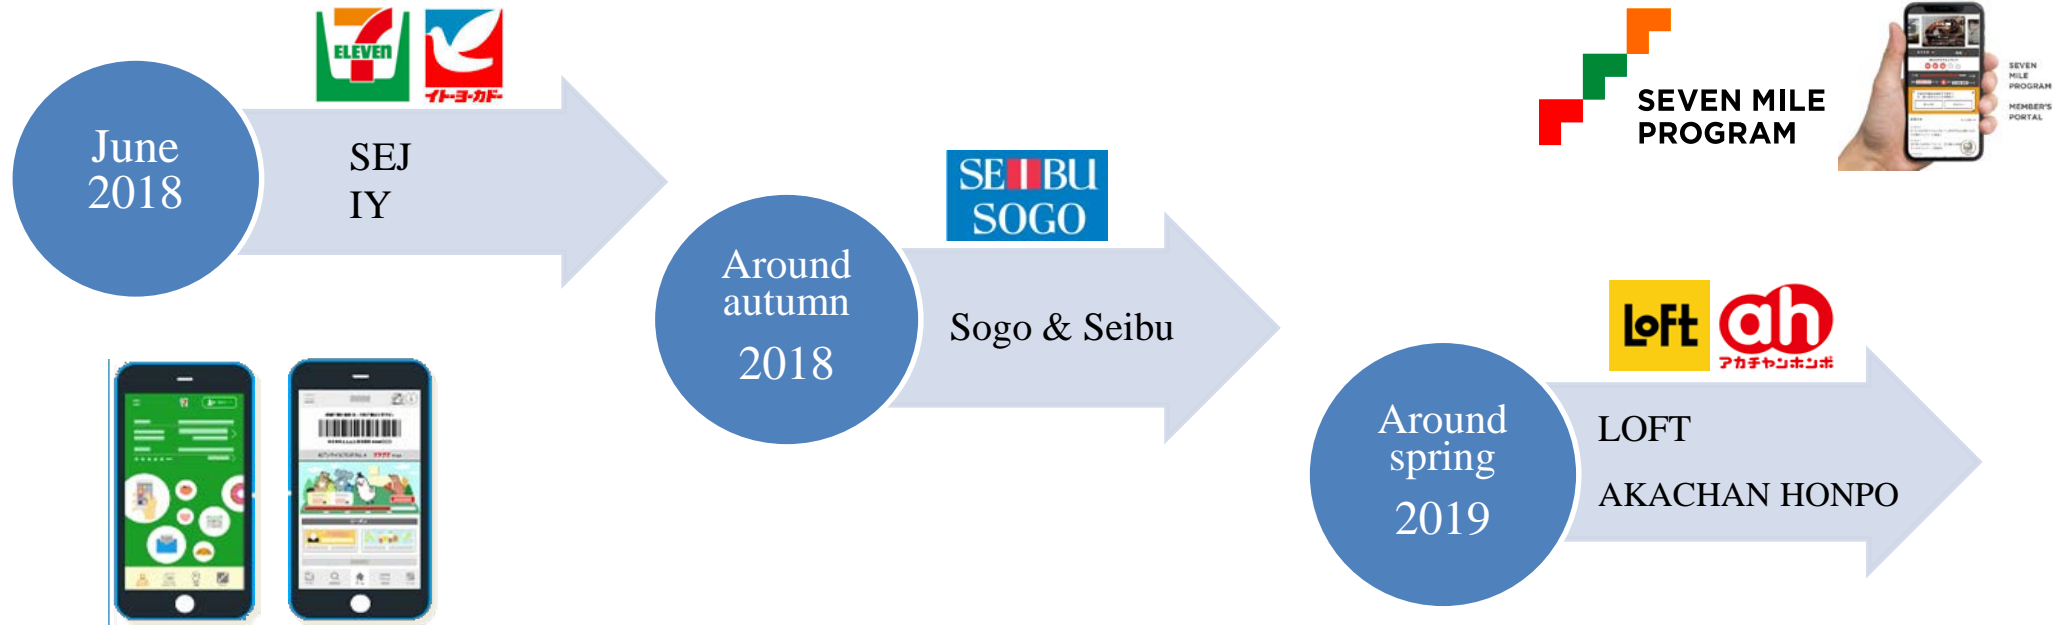 ELEVEN
イトーヨーカドー
June
2018
SEJ
IY
SEIBU
SOGO
Around
autumn
2018
Sogo & Seibu
SEVEN MILE
PROGRAM
SEVEN
MILE
PROGRAM
MEMBER'S
PORTAL
LOFT
ah
アカチャンホンポ
Around
spring
2019
LOFT
AKACHAN HONPO